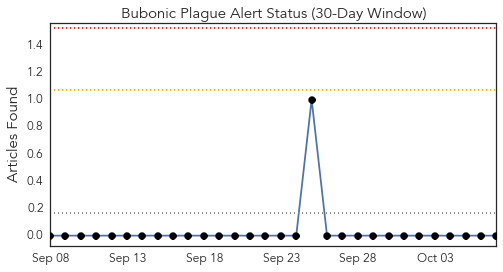 Bubonic Plague Alert Status (30-Day Window)
Articles Found
1.4
1.2
1.0
0.8
0.6
0.4
0.2
0.0
Sep 08 Sep 13 Sep 18 Sep 23 Sep 28 Oct 03